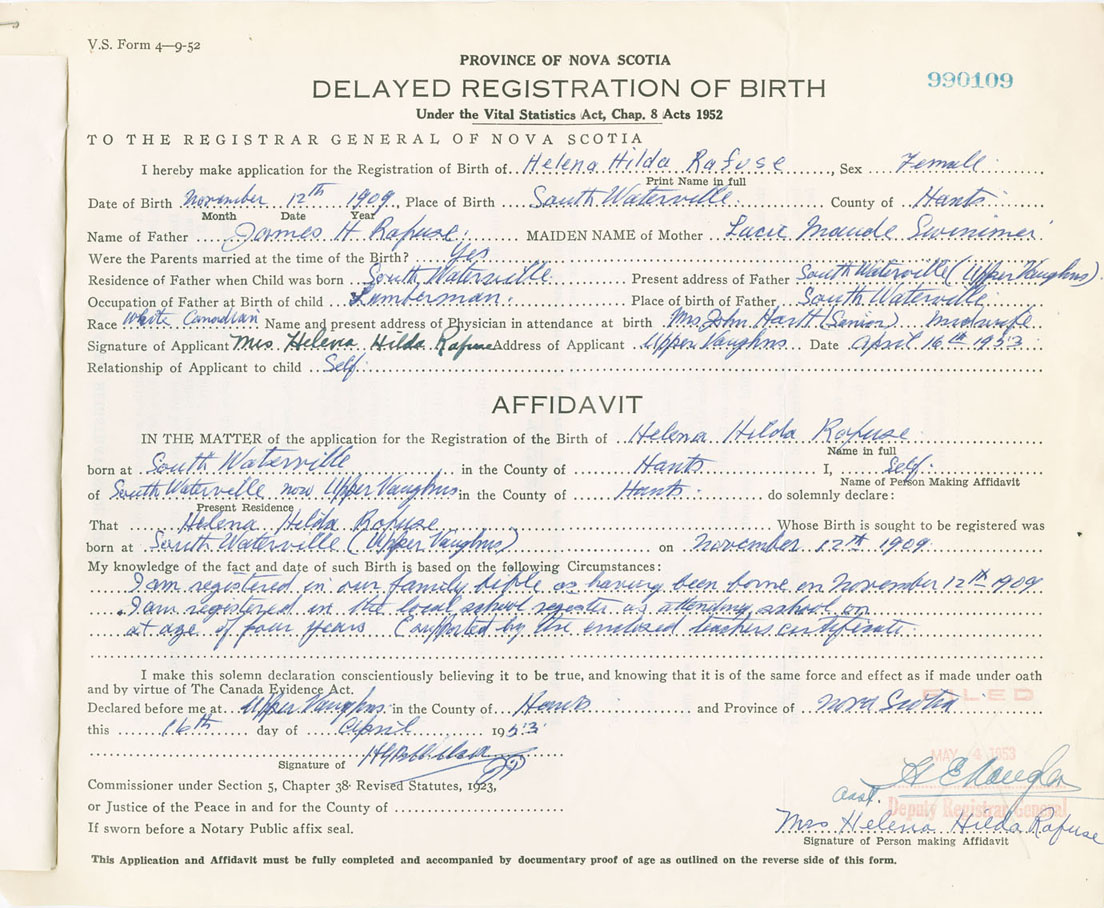 V.S. Form 4—9-52
PROVINCE OF NOVA SCOTIA
DELAYED REGISTRATION OF BIRTH
990109
Under the Vital Statistics Act, Chap. 8 Acts 1952
TO THE REGISTRAR GENERAL OF NOVA SCOTIA
I hereby make application for the Registration of Birth of Helena Hilda Rafuse, Sex Female
Print Name in full
Date of Birth November 12th 1909, Place of Birth South Waterville County of Hants
Month Date Year
Name of Father James H Rafuse MAIDEN NAME of Mother Lucie Maude Swinimer
Were the Parents married at the time of the Birth? Yes
Residence of Father when Child was born South Waterville Present address of Father South Waterville (Upper Vaughns)
Occupation of Father at Birth of child Lumberman. Place of birth of Father South Waterville
Race White Canadian Name and present address of Physician in attendance at birth Mrs John Hartt (Senior) midwife
Signature of Applicant Mrs Helena Hilda Rafuse Address of Applicant Upper Vaughns Date April 16th 1953
Relationship of Applicant to child Self.
AFFIDAVIT
IN THE MATTER of the application for the Registration of the Birth of Helena Hilda Rafuse
Name in full
born at South Waterville in the County of Hants I, Self.
Name of Person Making Affidavit
of South Waterville now Upper Vaughns in the County of Hants do solemnly declare:
Present Residence
That Helena Hilda Rafuse Whose Birth is sought to be registered was
born at South Waterville (Upper Vaughns) on November 12th 1909
My knowledge of the fact and date of such Birth is based on the following Circumstances:
I am registered in our family bible as having been borne on November 12th 1909
I am registered in the local school register as attending school on
at age of four years by the enclosed teachers certificate.
I make this solemn declaration conscientiously believing it to be true, and knowing that it is of the same force and effect as if made under oath
and by virtue of The Canada Evidence Act.
FILED
Declared before me at Upper Vaughns in the County of Hants and Province of Nova Scotia
this 16th day of April 1953
MAY 4 1953
Signature of
Commissioner under Section 5, Chapter 38 Revised Statutes, 1923,
Asst. Deputy Registrar General
or Justice of the Peace in and for the County of
Mrs Helena Hilda Rafuse
If sworn before a Notary Public affix seal.
Signature of Person making Affidavit
This Application and Affidavit must be fully completed and accompanied by documentary proof of age as outlined on the reverse side of this form.